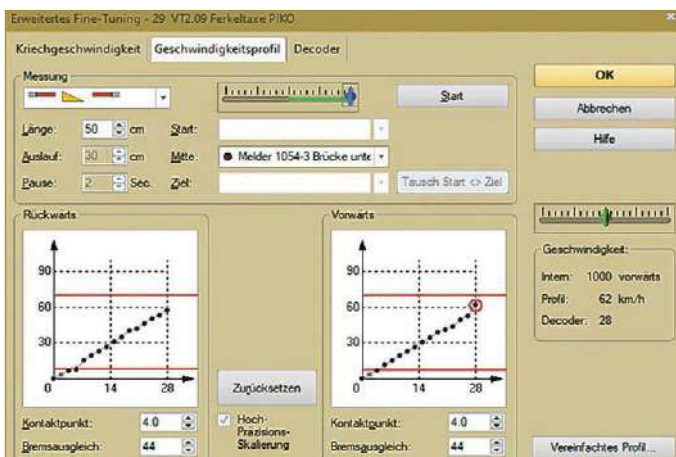 Erweitertes Fine-Tuning - 29 VT2.09 Ferkeltaxe PIKO
Kriechgeschwindigkeit Geschwindigkeitsprofil Decoder
Messung
Start
Länge: 50 cm Start:
Auslauf: 30 cm Mitte: Melder 1054-3 Brücke unte
Pause: 2 Sec. Ziel: Tausch Start <> Ziel
OK
Abbrechen
Hilfe
Rückwärts
90
60
30
0 14 28
Kontaktpunkt: 4.0
Bremsausgleich: 44
Zurücksetzen
Hoch-
Präzisions-
Skalierung
Vorwärts
90
60
30
0 14 28
Kontaktpunkt: 4.0
Bremsausgleich: 44
Geschwindigkeit:
Intern: 1000 vorwärts
Profil: 62 km/h
Decoder: 28
Vereinfachtes Profil...